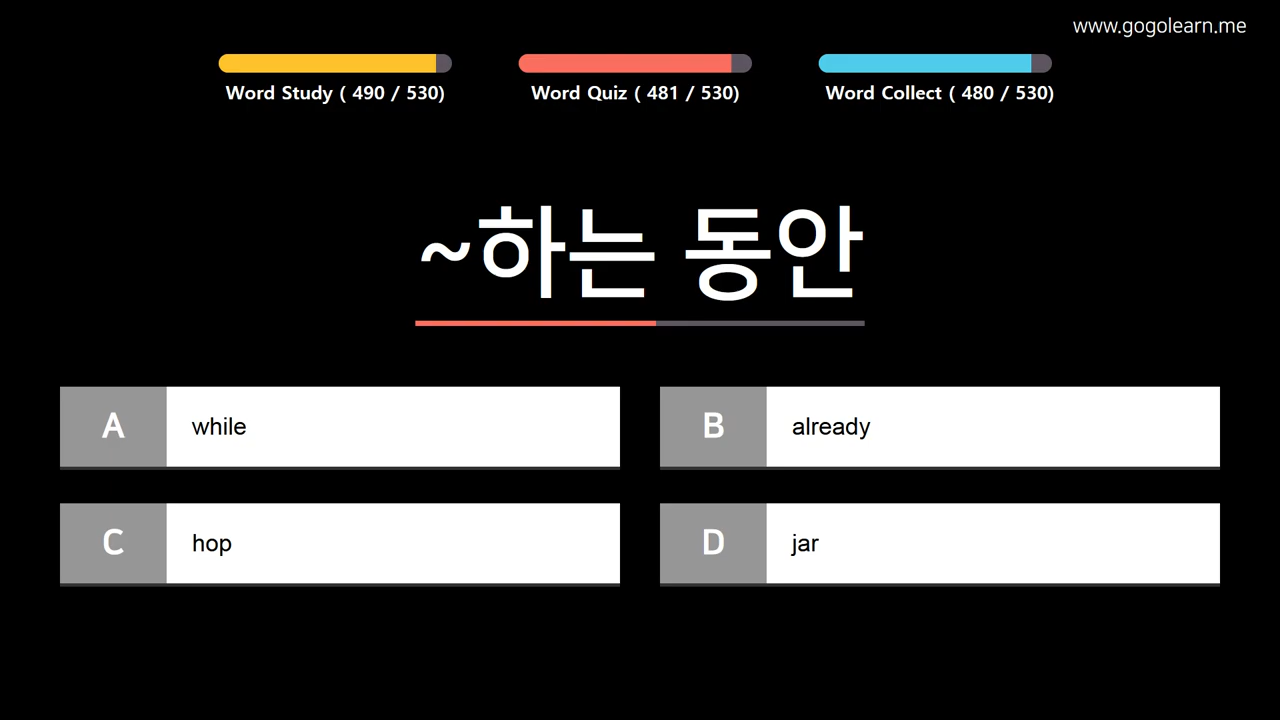 www.gogolearn.me
Word Study ( 490 / 530)
Word Quiz ( 481 / 530)
Word Collect ( 480 / 530)
~하는 동안
A while
B already
C hop
D jar